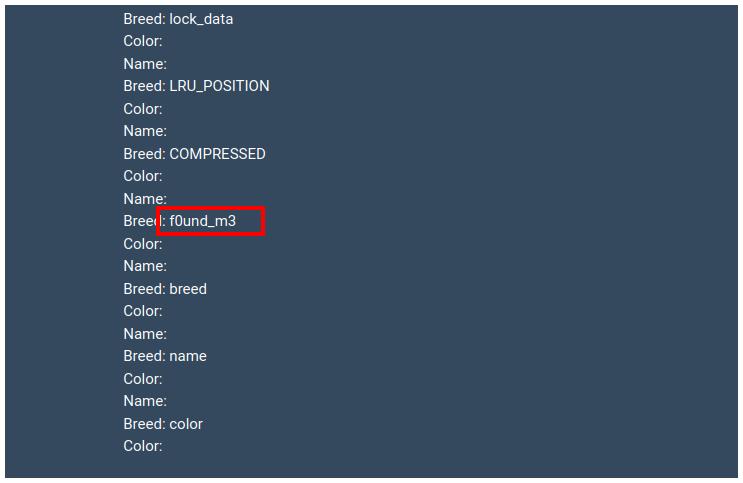 Breed: lock_data
Color:
Name:
Breed: LRU_POSITION
Color:
Name:
Breed: COMPRESSED
Color:
Name:
Breed: f0und_m3
Color:
Name:
Breed: breed
Color:
Name:
Breed: name
Color:
Name:
Breed: color
Color: